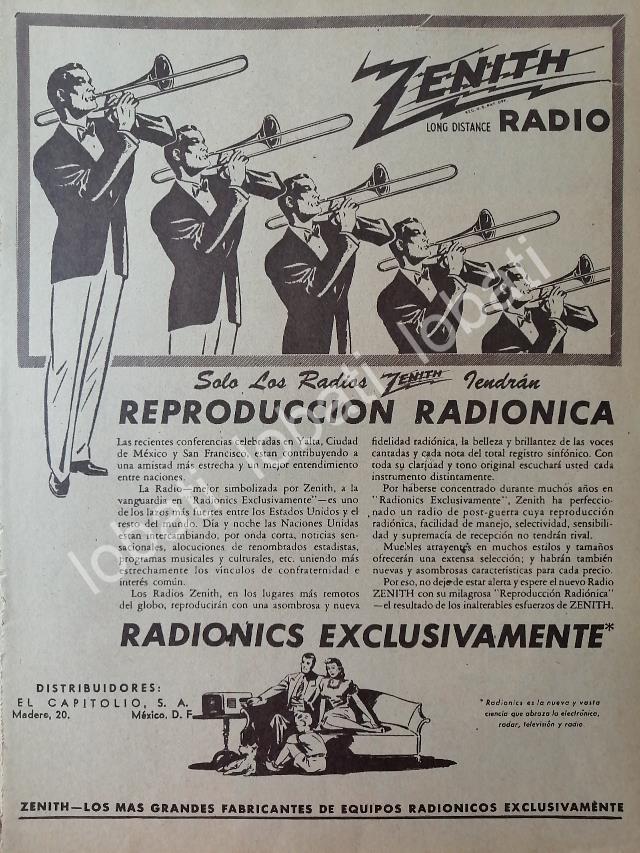 ZENITH
REG. U.S. PAT. OFF.
LONG DISTANCE RADIO
Solo Los Radios ZENITH Tendrán
REPRODUCCION RADIONICA
Las recientes conferencias celebradas en Yalta, Ciudad
de México y San Francisco, están contribuyendo a
una amistad más estrecha y un mejor entendimiento
entre naciones.
La Radio—mejor simbolizada por Zenith, a la
vanguardia en "Radionics Exclusivamente"—es uno
de los lazos más fuertes entre los Estados Unidos y el
resto del mundo. Día y noche las Naciones Unidas
están intercambiando, por onda corta, noticias sen-
sacionales, alocuciones de renombrados estadistas,
programas musicales y culturales, etc. uniendo más
estrechamente los vínculos de confraternidad e
interés común.
Los Radios Zenith, en los lugares más remotos
del globo, reproducirán con una asombrosa y nueva
fidelidad radiónica, la belleza y brillantez de las voces
cantadas y cada nota del total registro sinfónico. Con
toda su claridad y tono original escuchará usted cada
instrumento distintamente.
Por haberse concentrado durante muchos años en
"Radionics Exclusivamente", Zenith ha perfeccio-
nado un radio de post-guerra cuya reproducción
radiónica, facilidad de manejo, selectividad, sensibili-
dad y supremacía de recepción no tendrán rival.
Muebles atrayentes en muchos estilos y tamaños
ofrecerán una extensa selección; y habrán también
nuevas y asombrosas características para cada precio.
Por eso, no deje de estar alerta y espere el nuevo Radio
ZENITH con su milagrosa "Reproducción Radiónica"
—el resultado de los inalterables esfuerzos de ZENITH.
RADIONICS EXCLUSIVAMENTE*
DISTRIBUIDORES:
EL CAPITOLIO, S. A.
Madero, 20. México, D. F.
* Radionics es la nueva y vasta
ciencia que abraza la electrónica,
radar, televisión y radio.
ZENITH—LOS MAS GRANDES FABRICANTES DE EQUIPOS RADIONICOS EXCLUSIVAMENTE
lobati lobati lobati lobati